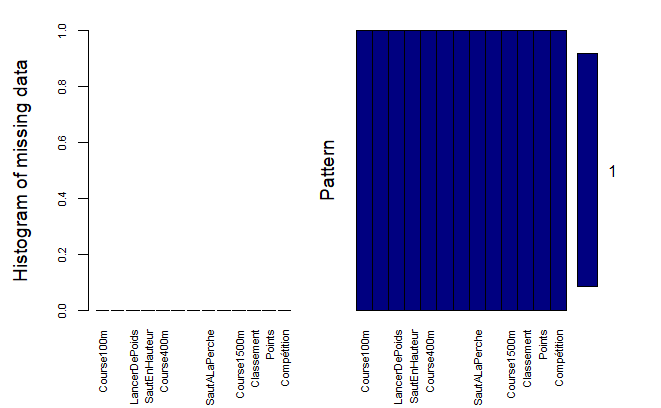 Histogram of missing data
1.0
0.8
0.6
0.4
0.2
0.0
Course100m
LancerDePoids
SautEnHauteur
Course400m
SautALaPerche
Course1500m
Classement
Points
Compétition
Pattern
Course100m
LancerDePoids
SautEnHauteur
Course400m
SautALaPerche
Course1500m
Classement
Points
Compétition
1